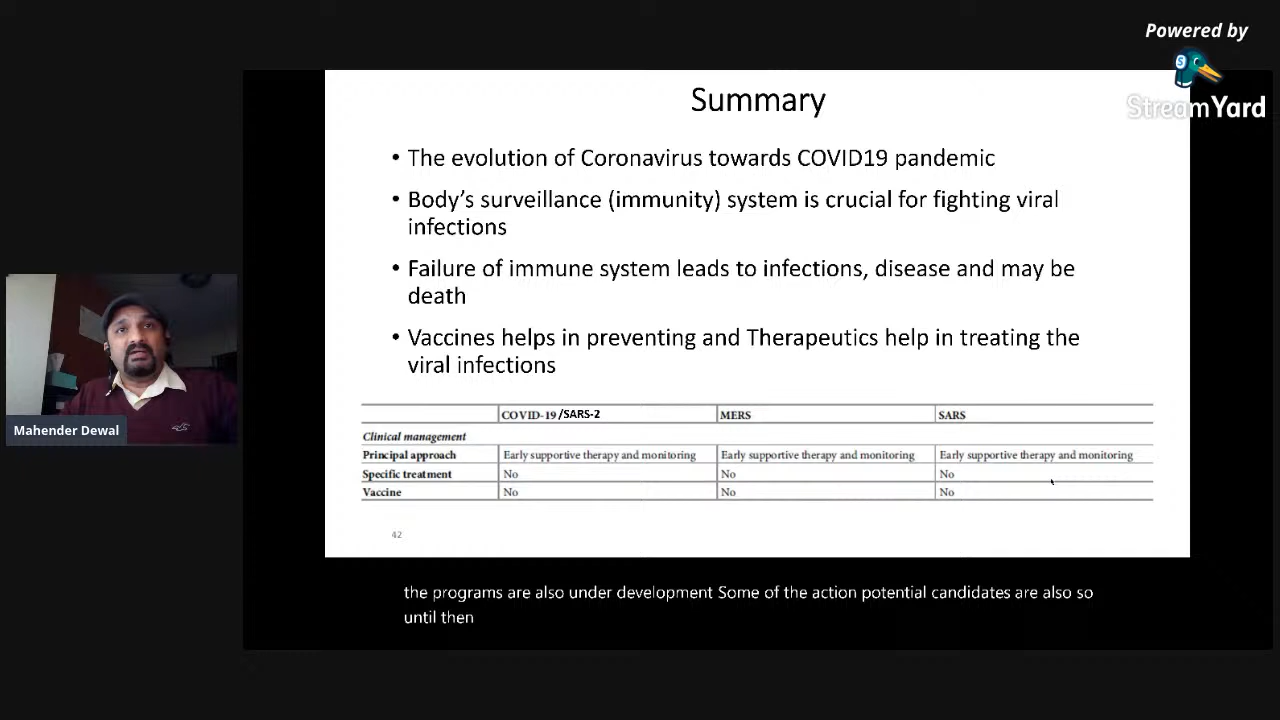 Powered by
StreamYard
Summary
• The evolution of Coronavirus towards COVID19 pandemic
• Body's surveillance (immunity) system is crucial for fighting viral
infections
• Failure of immune system leads to infections, disease and may be
death
• Vaccines helps in preventing and Therapeutics help in treating the
viral infections
COVID-19/SARS-2 MERS SARS
Clinical management
Principal approach Early supportive therapy and monitoring Early supportive therapy and monitoring Early supportive therapy and monitoring
Specific treatment No No No
Vaccine No No No
42
Mahender Dewal
the programs are also under development Some of the action potential candidates are also so
until then